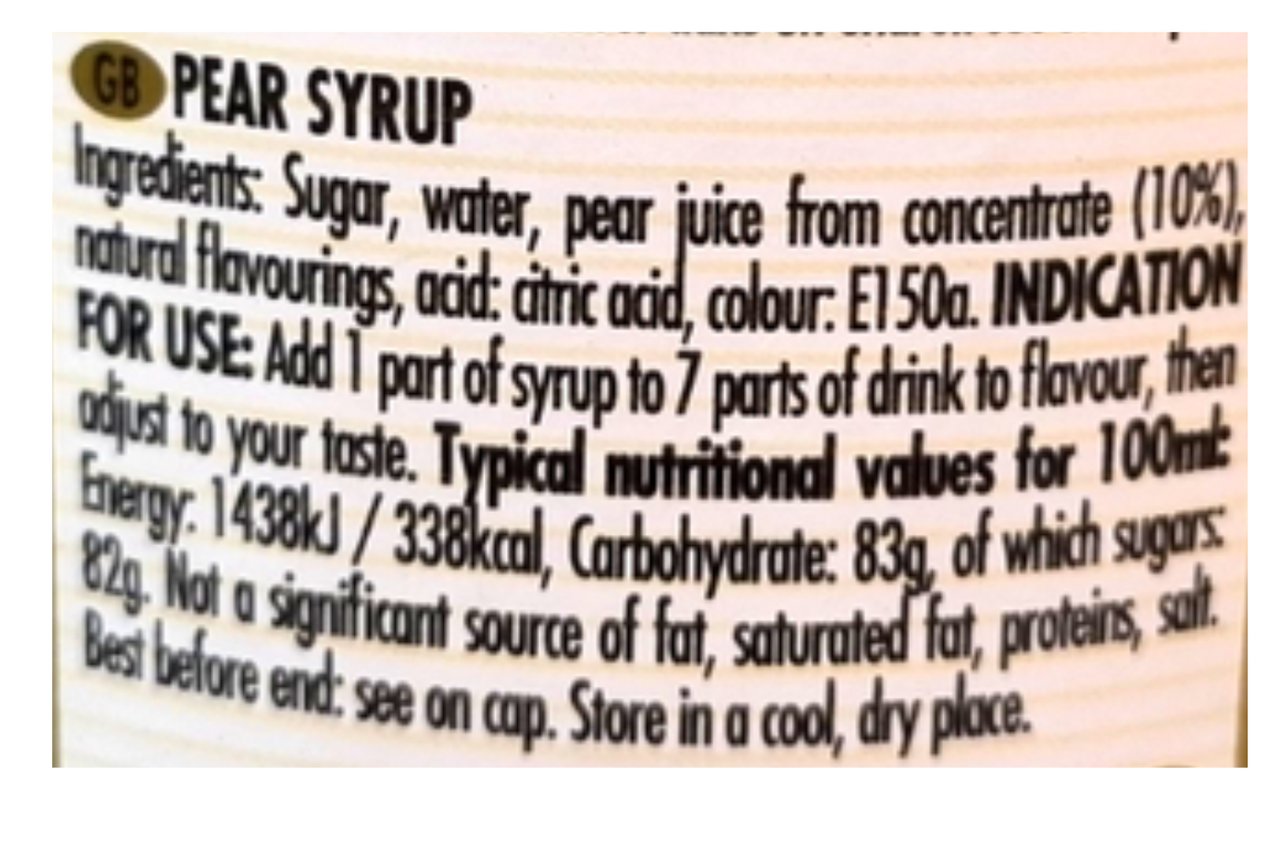 GB PEAR SYRUP
Ingredients: Sugar, water, pear juice from concentrate (10%),
natural flavourings, acid: citric acid, colour: E150a. INDICATION
FOR USE: Add 1 part of syrup to 7 parts of drink to flavour, then
adjust to your taste. Typical nutritional values for 100ml:
Energy: 1438kJ / 338kcal, Carbohydrate: 83g, of which sugars:
82g. Not a significant source of fat, saturated fat, proteins, salt.
Best before end: see on cap. Store in a cool, dry place.